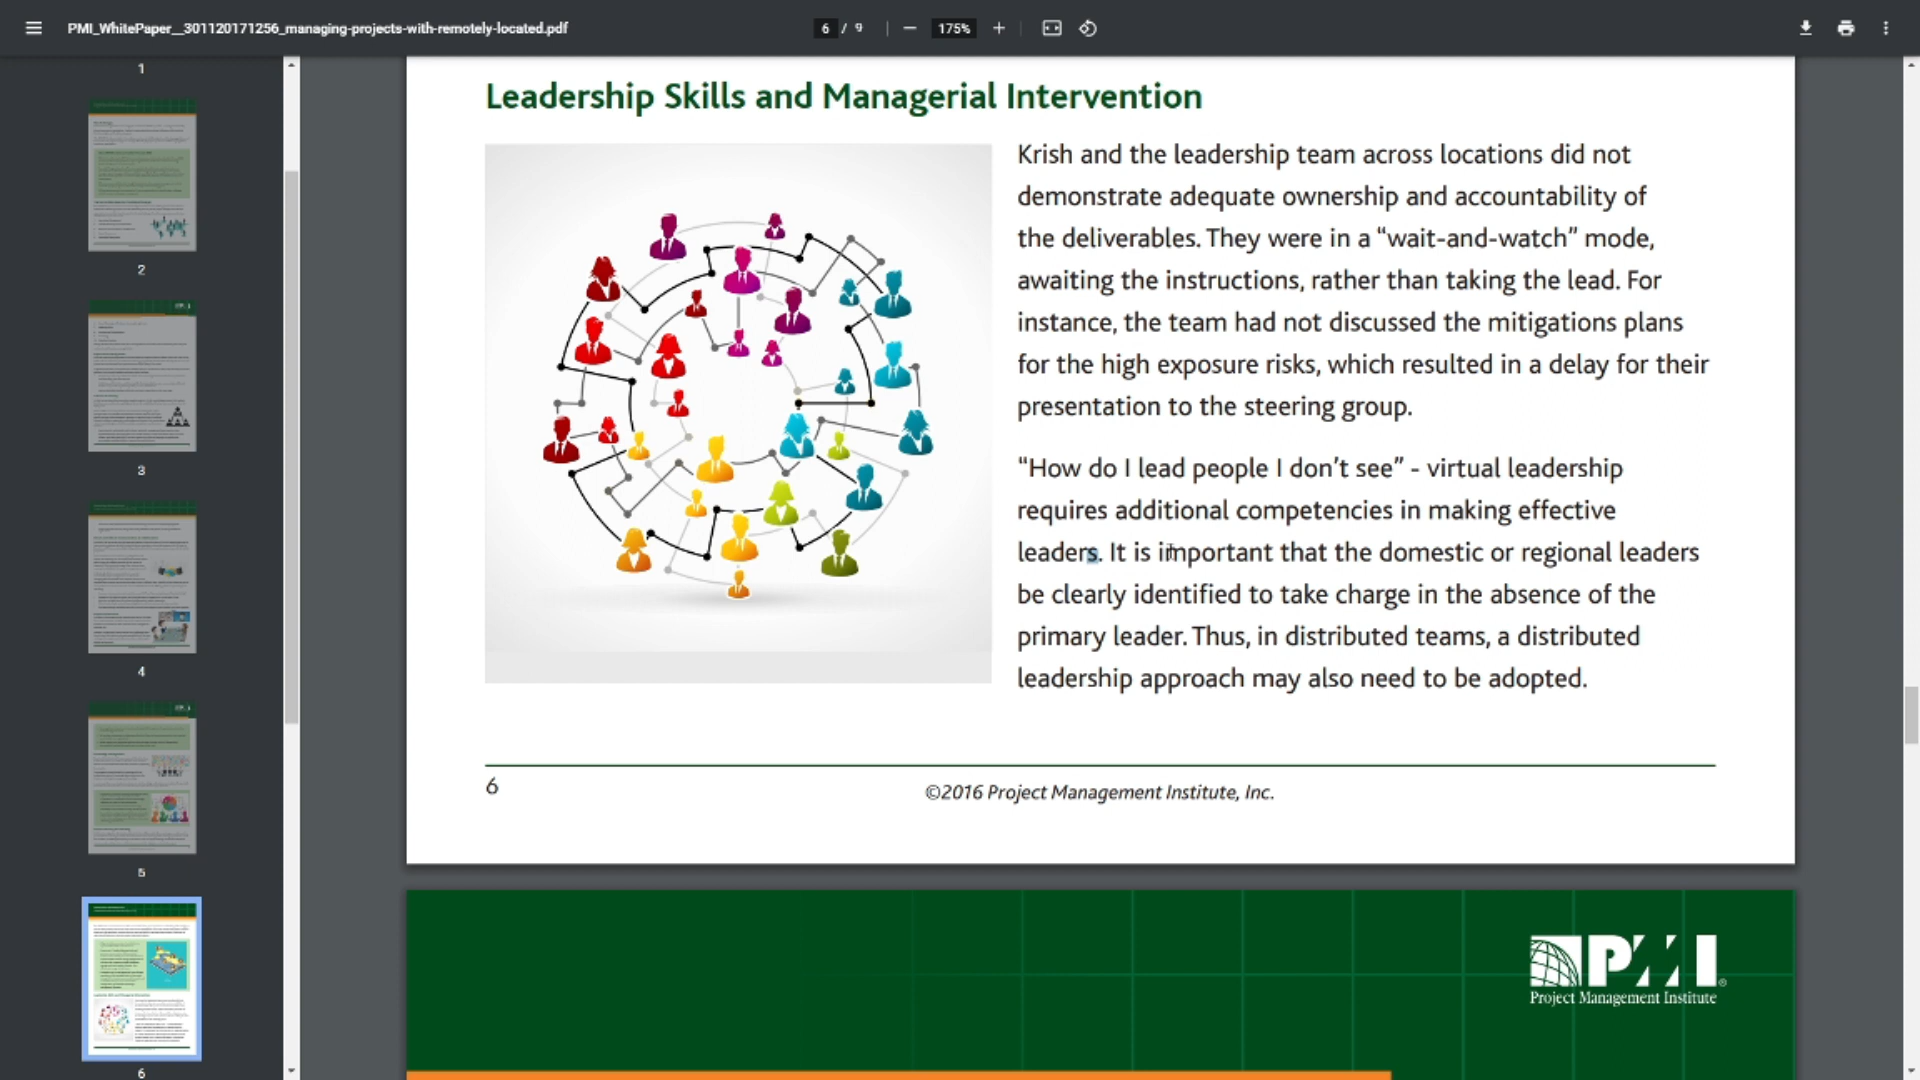 PMI_WhitePaper__301120171256_managing-projects-with-remotely-located.pdf
6 / 9
175%
1
2
3
4
5
6
Leadership Skills and Managerial Intervention
Krish and the leadership team across locations did not
demonstrate adequate ownership and accountability of
the deliverables. They were in a “wait-and-watch” mode,
awaiting the instructions, rather than taking the lead. For
instance, the team had not discussed the mitigations plans
for the high exposure risks, which resulted in a delay for their
presentation to the steering group.
“How do I lead people I don’t see” - virtual leadership
requires additional competencies in making effective
leaders. It is important that the domestic or regional leaders
be clearly identified to take charge in the absence of the
primary leader. Thus, in distributed teams, a distributed
leadership approach may also need to be adopted.
6
©2016 Project Management Institute, Inc.
PMI®
Project Management Institute